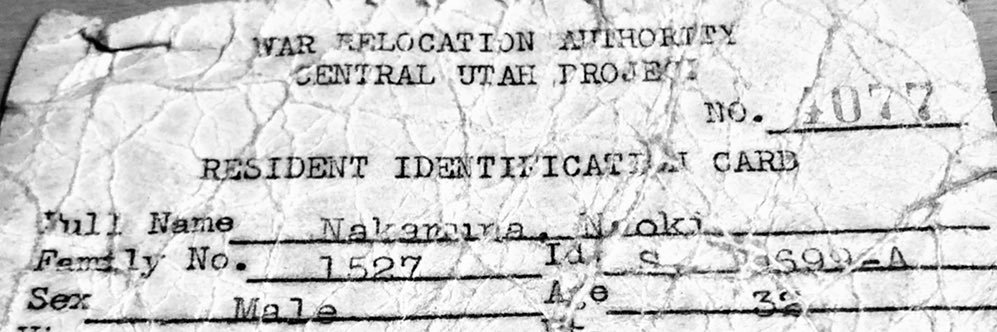 WAR RELOCATION AUTHORITY
CENTRAL UTAH PROJECT
NO. 4077
RESIDENT IDENTIFICATION CARD
Full Name Nakamura, Naoki
Family No. 1527 Id. S.
Sex Male Age